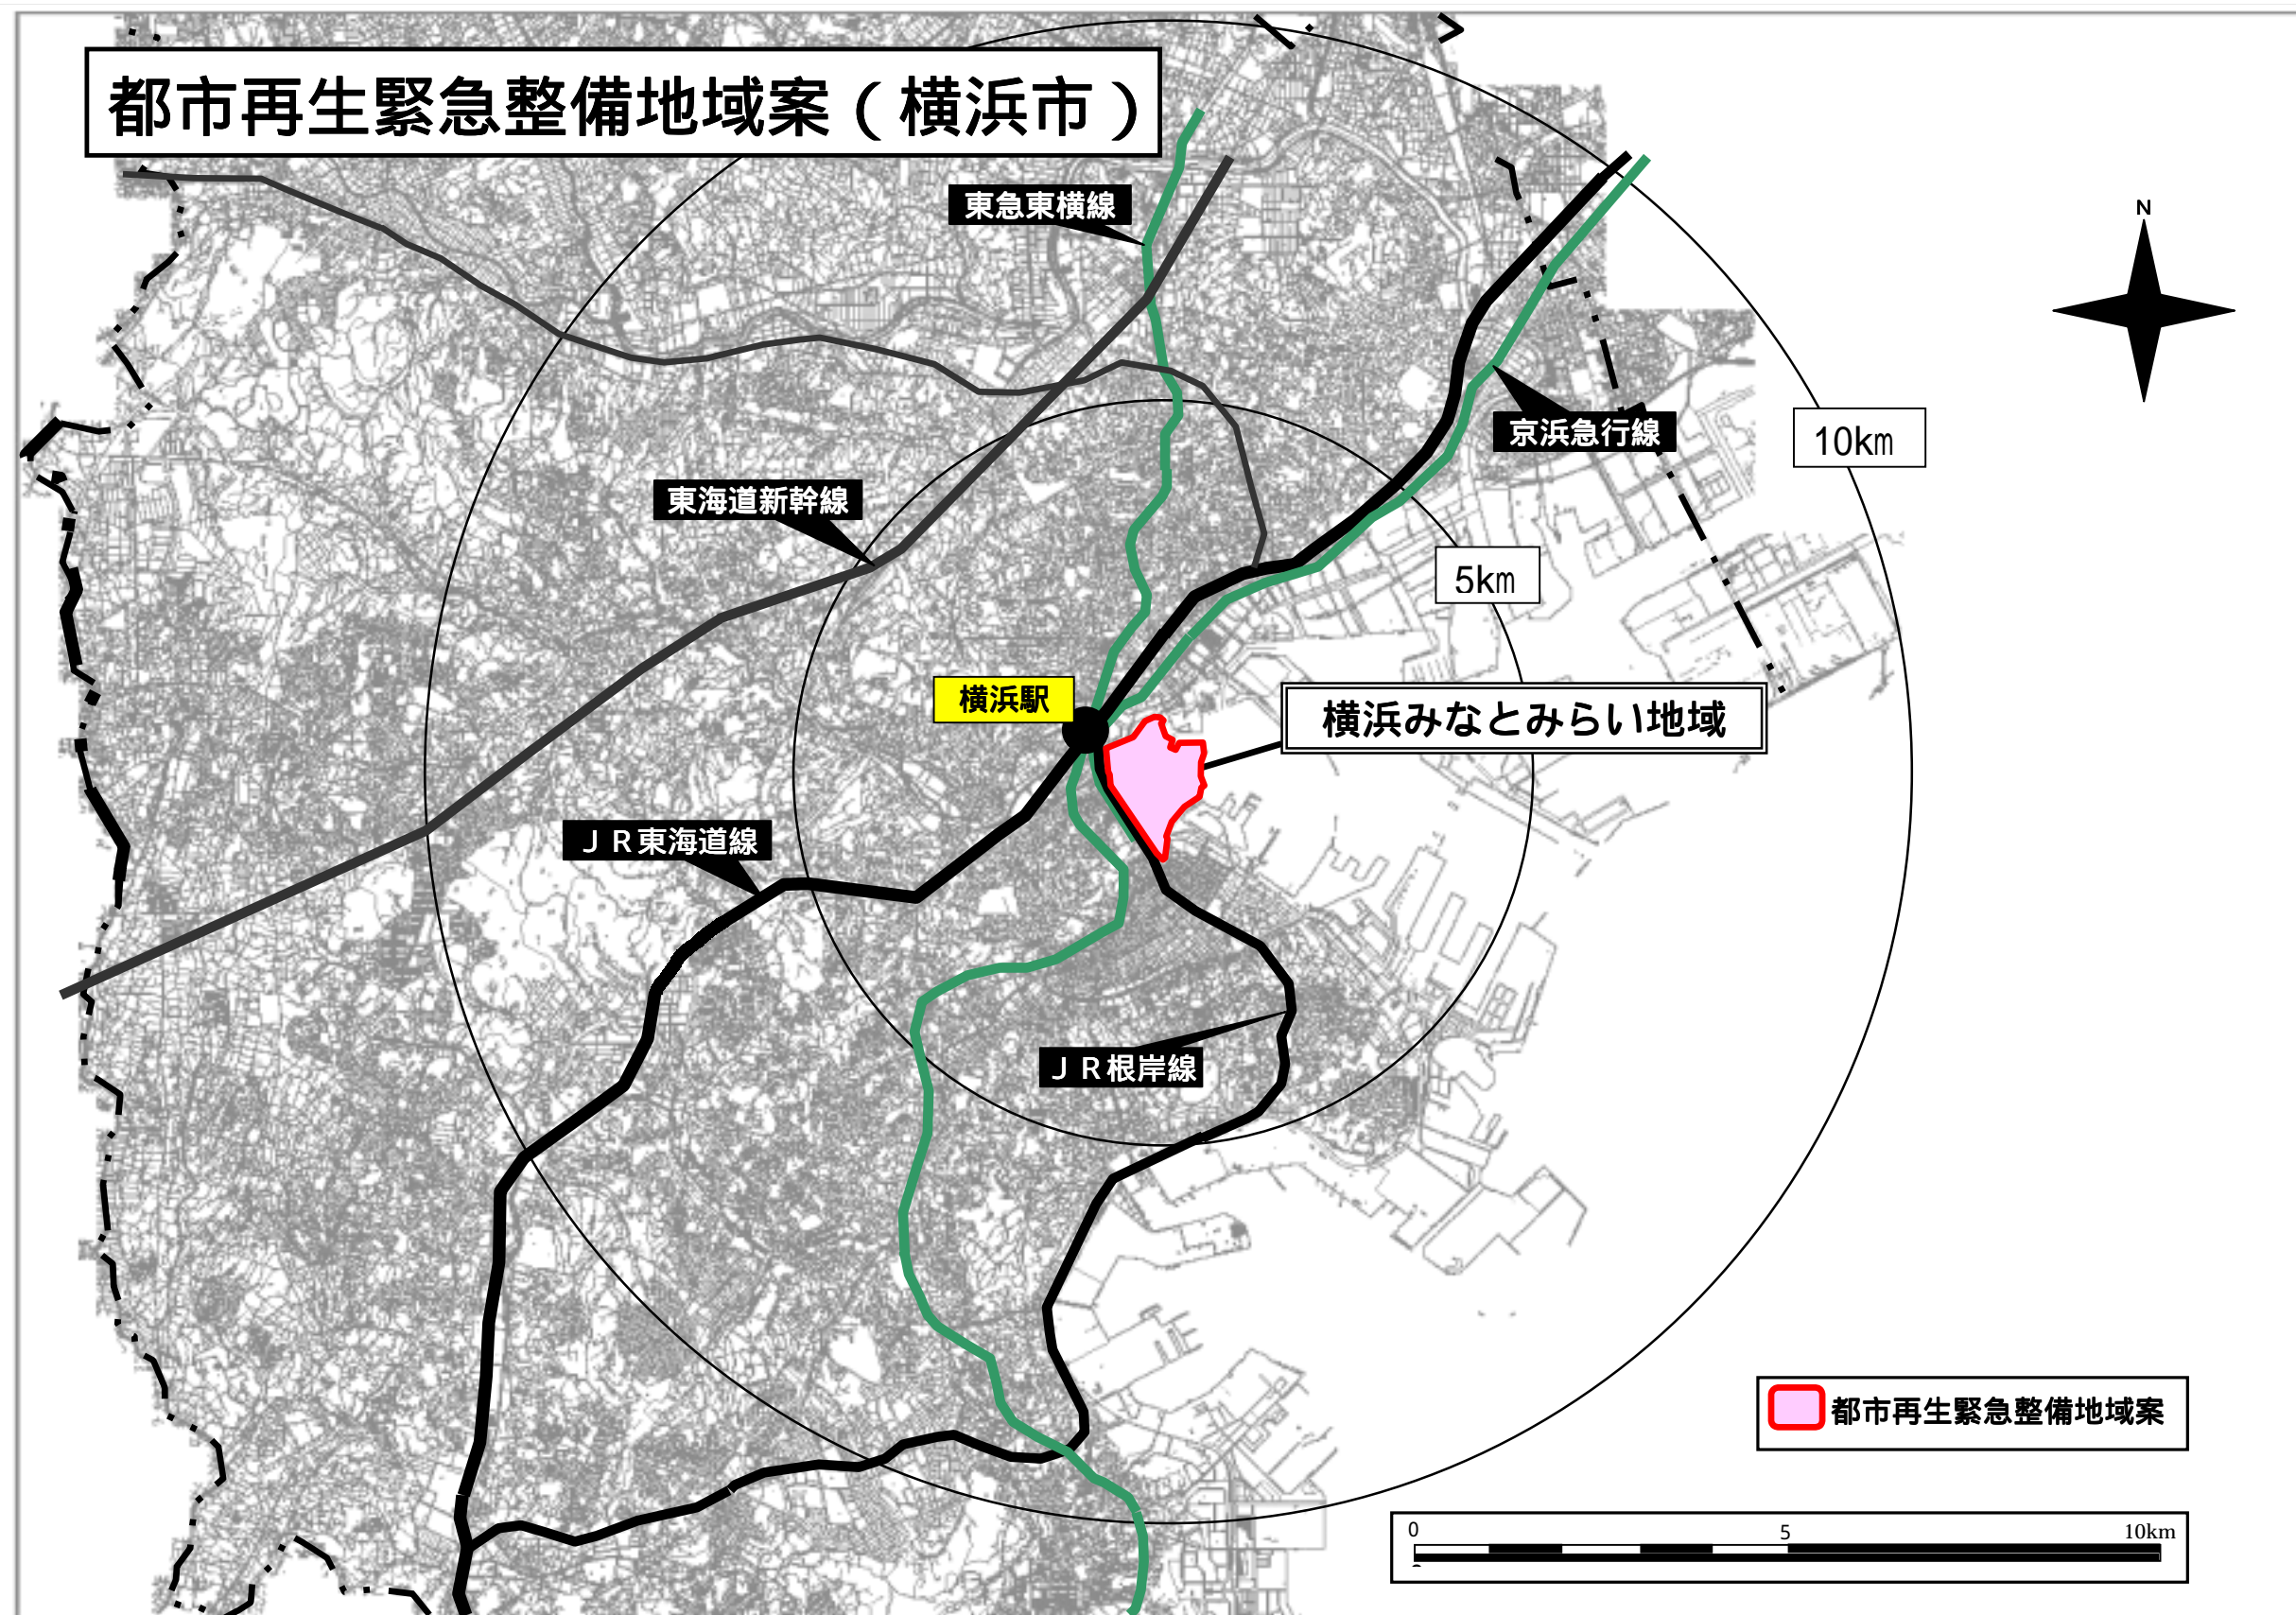 都市再生緊急整備地域案（横浜市）
N
東急東横線
京浜急行線
10km
東海道新幹線
5km
横浜駅
横浜みなとみらい地域
ＪＲ東海道線
ＪＲ根岸線
都市再生緊急整備地域案
0 5 10km